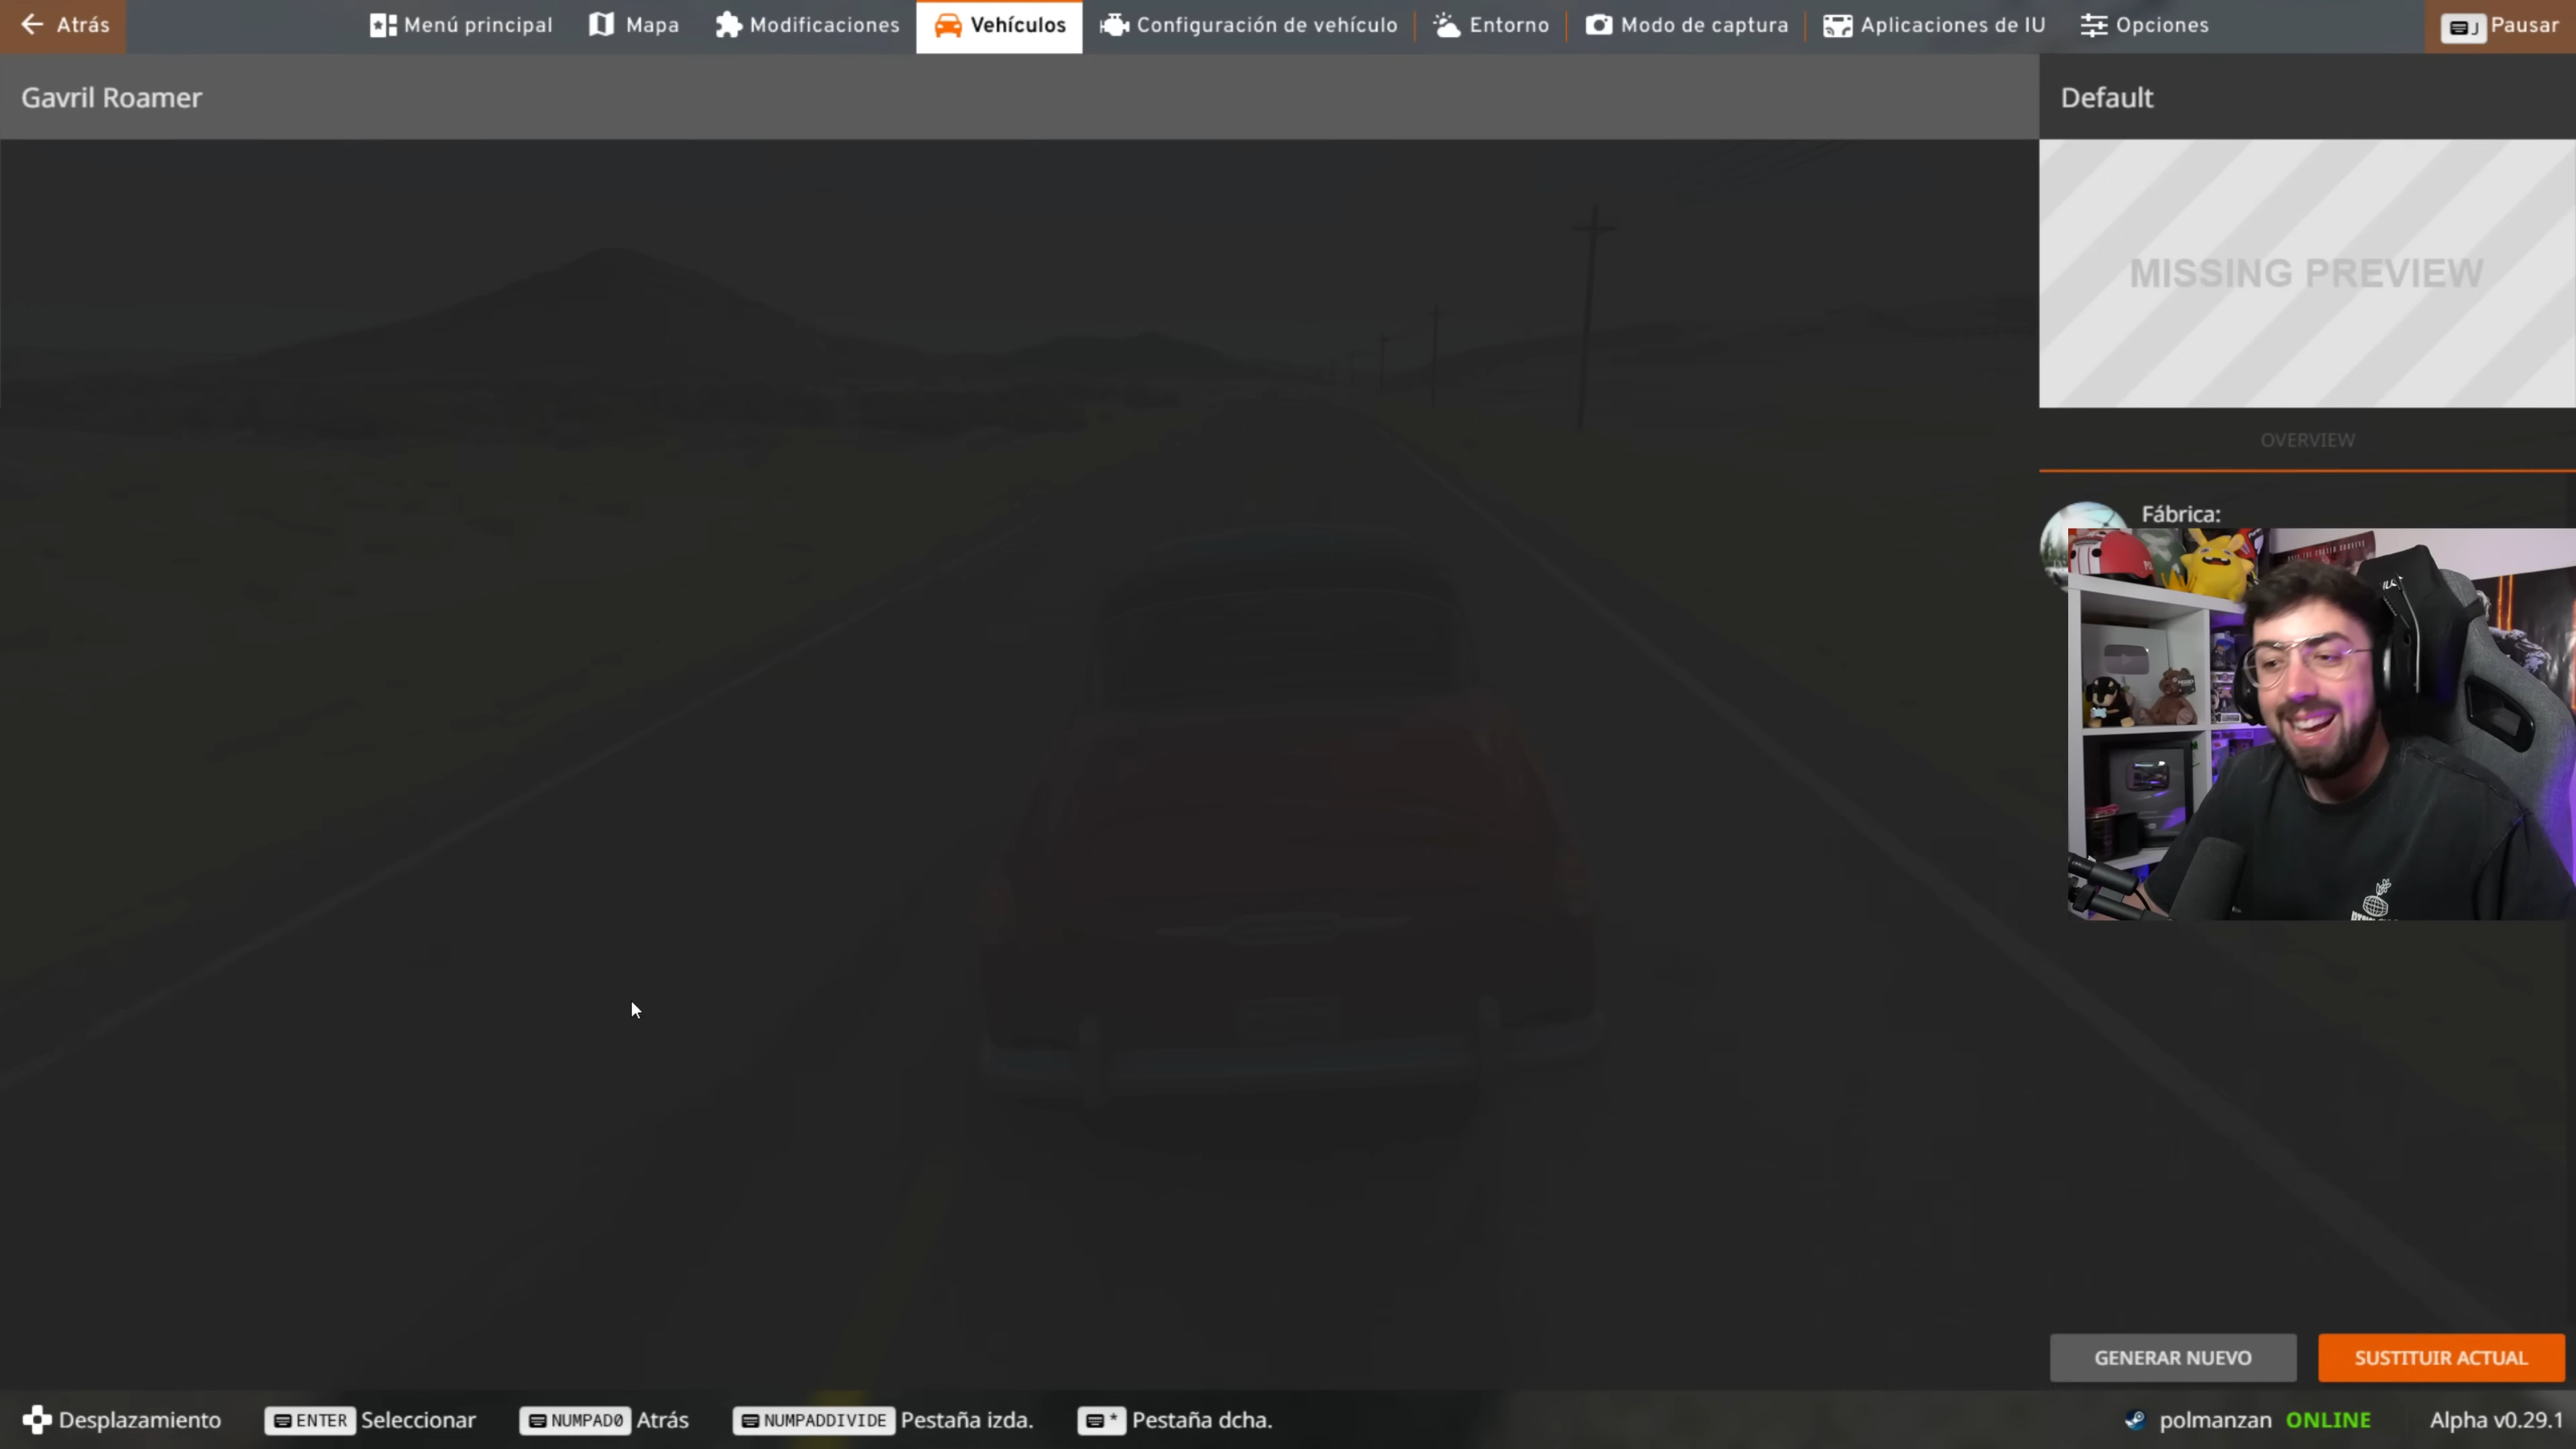 Atrás
Menú principal
Mapa
Modificaciones
Vehículos
Configuración de vehículo
Entorno
Modo de captura
Aplicaciones de IU
Opciones
J Pausar
Gavril Roamer
Default
MISSING PREVIEW
OVERVIEW
Fábrica:
GENERAR NUEVO
SUSTITUIR ACTUAL
Desplazamiento
ENTER Seleccionar
NUMPAD0 Atrás
NUMPADDIVIDE Pestaña izda.
* Pestaña dcha.
polmanzan ONLINE
Alpha v0.29.1